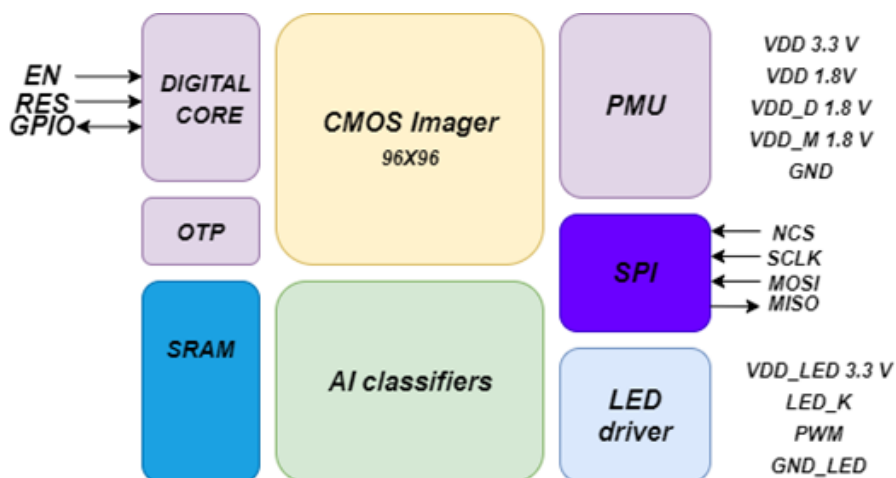 EN
RES
GPIO
DIGITAL
CORE
OTP
SRAM
CMOS Imager
96X96
AI classifiers
PMU
VDD 3.3 V
VDD 1.8V
VDD_D 1.8 V
VDD_M 1.8 V
GND
SPI
NCS
SCLK
MOSI
MISO
LED
driver
VDD_LED 3.3 V
LED_K
PWM
GND_LED